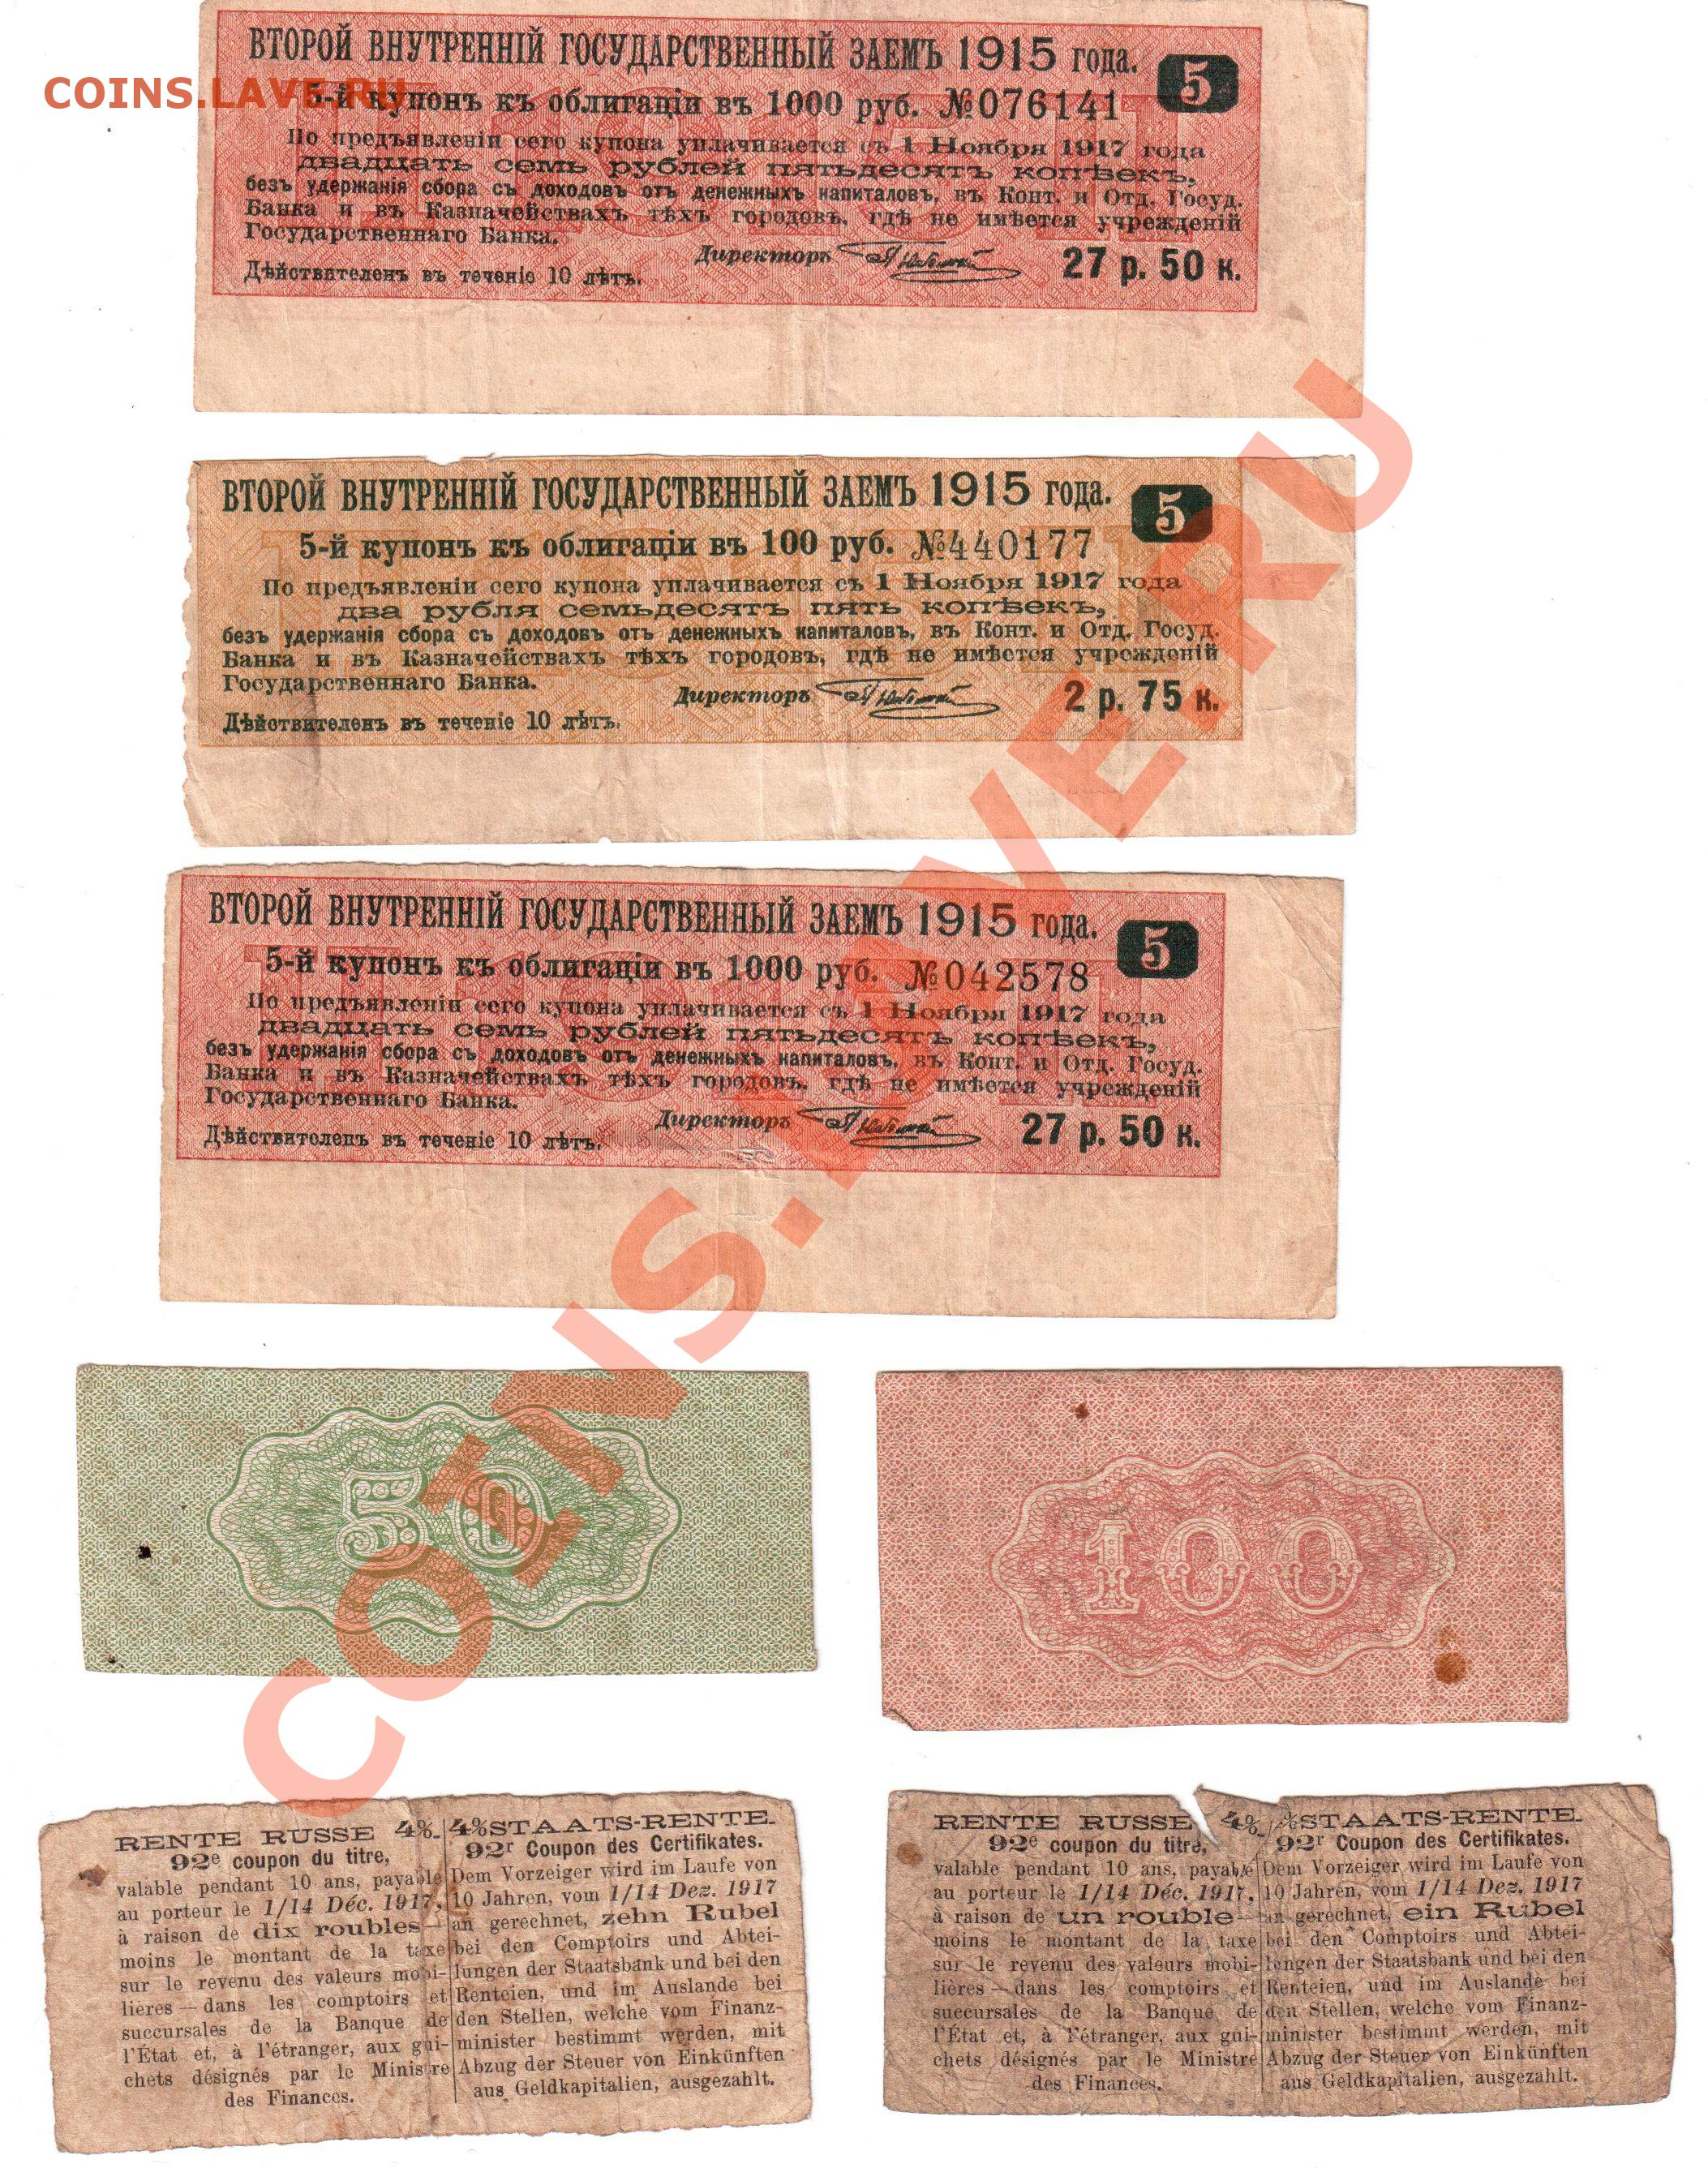 COINS.LAVE.RU
ВТОРОЙ ВНУТРЕННІЙ ГОСУДАРСТВЕННЫЙ ЗАЕМЪ 1915 года. 5
5-й купонъ къ облигаціи въ 1000 руб. №076141
По предъявленіи сего купона уплачивается съ 1 Ноября 1917 года
двадцать семь рублей пятьдесятъ копѣекъ,
безъ удержанія сбора съ доходовъ отъ денежныхъ капиталовъ, въ Конт. и Отд. Госуд.
Банка и въ Казначействахъ тѣхъ городовъ, гдѣ не имѣется учрежденій
Государственнаго Банка.
Директоръ
Дѣйствителенъ въ теченіе 10 лѣтъ.
27 р. 50 к.
ВТОРОЙ ВНУТРЕННІЙ ГОСУДАРСТВЕННЫЙ ЗАЕМЪ 1915 года. 5
5-й купонъ къ облигаціи въ 100 руб. №440177
По предъявленіи сего купона уплачивается съ 1 Ноября 1917 года
два рубля семьдесятъ пять копѣекъ,
безъ удержанія сбора съ доходовъ отъ денежныхъ капиталовъ, въ Конт. и Отд. Госуд.
Банка и въ Казначействахъ тѣхъ городовъ, гдѣ не имѣется учрежденій
Государственнаго Банка.
Директоръ
2 р. 75 к.
Дѣйствителенъ въ теченіе 10 лѣтъ.
ВТОРОЙ ВНУТРЕННІЙ ГОСУДАРСТВЕННЫЙ ЗАЕМЪ 1915 года. 5
5-й купонъ къ облигаціи въ 1000 руб. №042578
По предъявленіи сего купона уплачивается съ 1 Ноября 1917 года
двадцать семь рублей пятьдесятъ копѣекъ,
безъ удержанія сбора съ доходовъ отъ денежныхъ капиталовъ, въ Конт. и Отд. Госуд.
Банка и въ Казначействахъ тѣхъ городовъ, гдѣ не имѣется учрежденій
Государственнаго Банка.
Директоръ
27 р. 50 к.
Дѣйствителенъ въ теченіе 10 лѣтъ.
COINS.LAVE.RU
50
100
RENTE RUSSE 4%
92e coupon du titre,
valable pendant 10 ans, payable
au porteur le 1/14 Déc. 1917,
à raison de dix roubles—
moins le montant de la taxe
sur le revenu des valeurs mobi-
lières — dans les comptoirs et
succursales de la Banque de
l'État et, à l'étranger, aux gui-
chets désignés par le Ministre
des Finances.
4% STAATS-RENTE.
92r Coupon des Certifikates.
Dem Vorzeiger wird im Laufe von
10 Jahren, vom 1/14 Dez. 1917
an gerechnet, zehn Rubel
bei den Comptoirs und Abtei-
lungen der Staatsbank und bei den
Renteien, und im Auslande bei
den Stellen, welche vom Finanz-
minister bestimmt werden, mit
Abzug der Steuer von Einkünften
aus Geldkapitalien, ausgezahlt.
RENTE RUSSE 4%
92e coupon du titre,
valable pendant 10 ans, payable
au porteur le 1/14 Déc. 1917,
à raison de un rouble—
moins le montant de la taxe
sur le revenu des valeurs mobi-
lières — dans les comptoirs et
succursales de la Banque de
l'État et, à l'étranger, aux gui-
chets désignés par le Ministre
des Finances.
% STAATS-RENTE.
92r Coupon des Certifikates.
Dem Vorzeiger wird im Laufe von
10 Jahren, vom 1/14 Dez. 1917
an gerechnet, ein Rubel
bei den Comptoirs und Abtei-
lungen der Staatsbank und bei den
Renteien, und im Auslande bei
den Stellen, welche vom Finanz-
minister bestimmt werden, mit
Abzug der Steuer von Einkünften
aus Geldkapitalien, ausgezahlt.